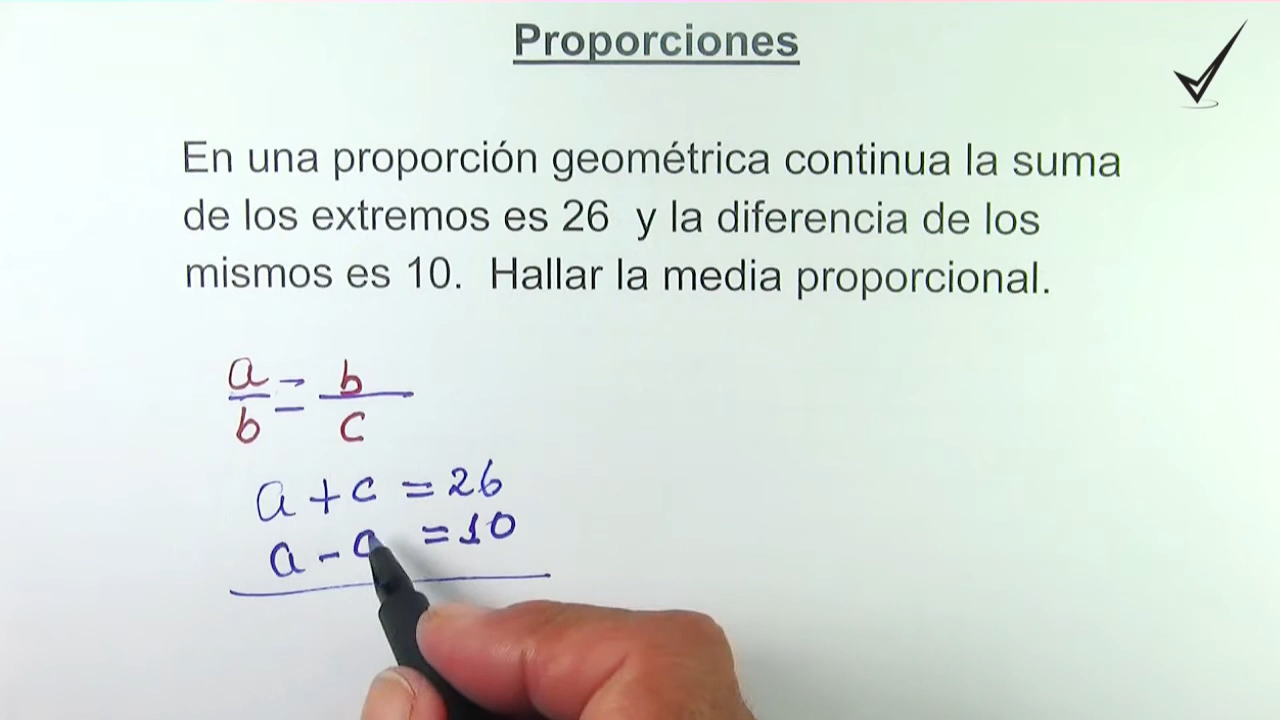 Proporciones
En una proporción geométrica continua la suma
de los extremos es 26 y la diferencia de los
mismos es 10. Hallar la media proporcional.
a/b = b/c
a + c = 26
a - c = 10